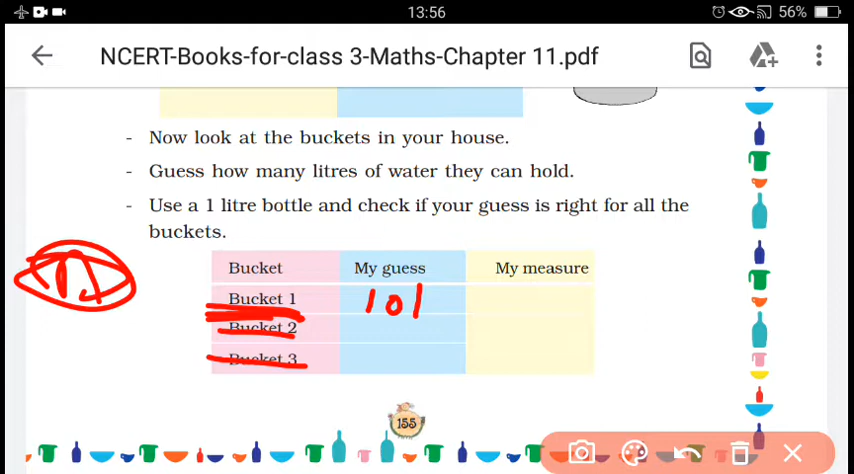 13:56
56%
NCERT-Books-for-class 3-Maths-Chapter 11.pdf
- Now look at the buckets in your house.
- Guess how many litres of water they can hold.
- Use a 1 litre bottle and check if your guess is right for all the
buckets.
Bucket My guess My measure
Bucket 1 10l
Bucket 2
Bucket 3
155